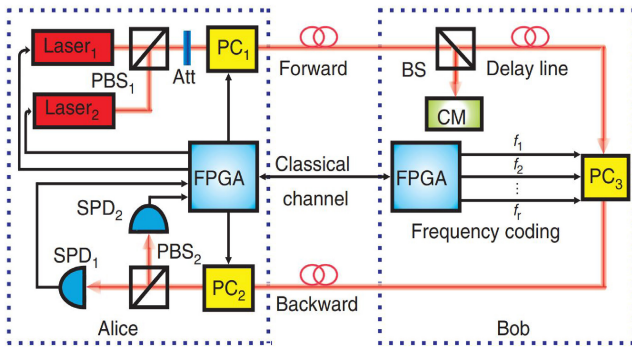 Laser₁
PBS₁
Att
PC₁
Forward
BS
Delay line
Laser₂
CM
FPGA
Classical
channel
FPGA
f₁
f₂
⋮
fᵣ
PC₃
Frequency coding
SPD₂
SPD₁
PBS₂
PC₂
Backward
Alice
Bob